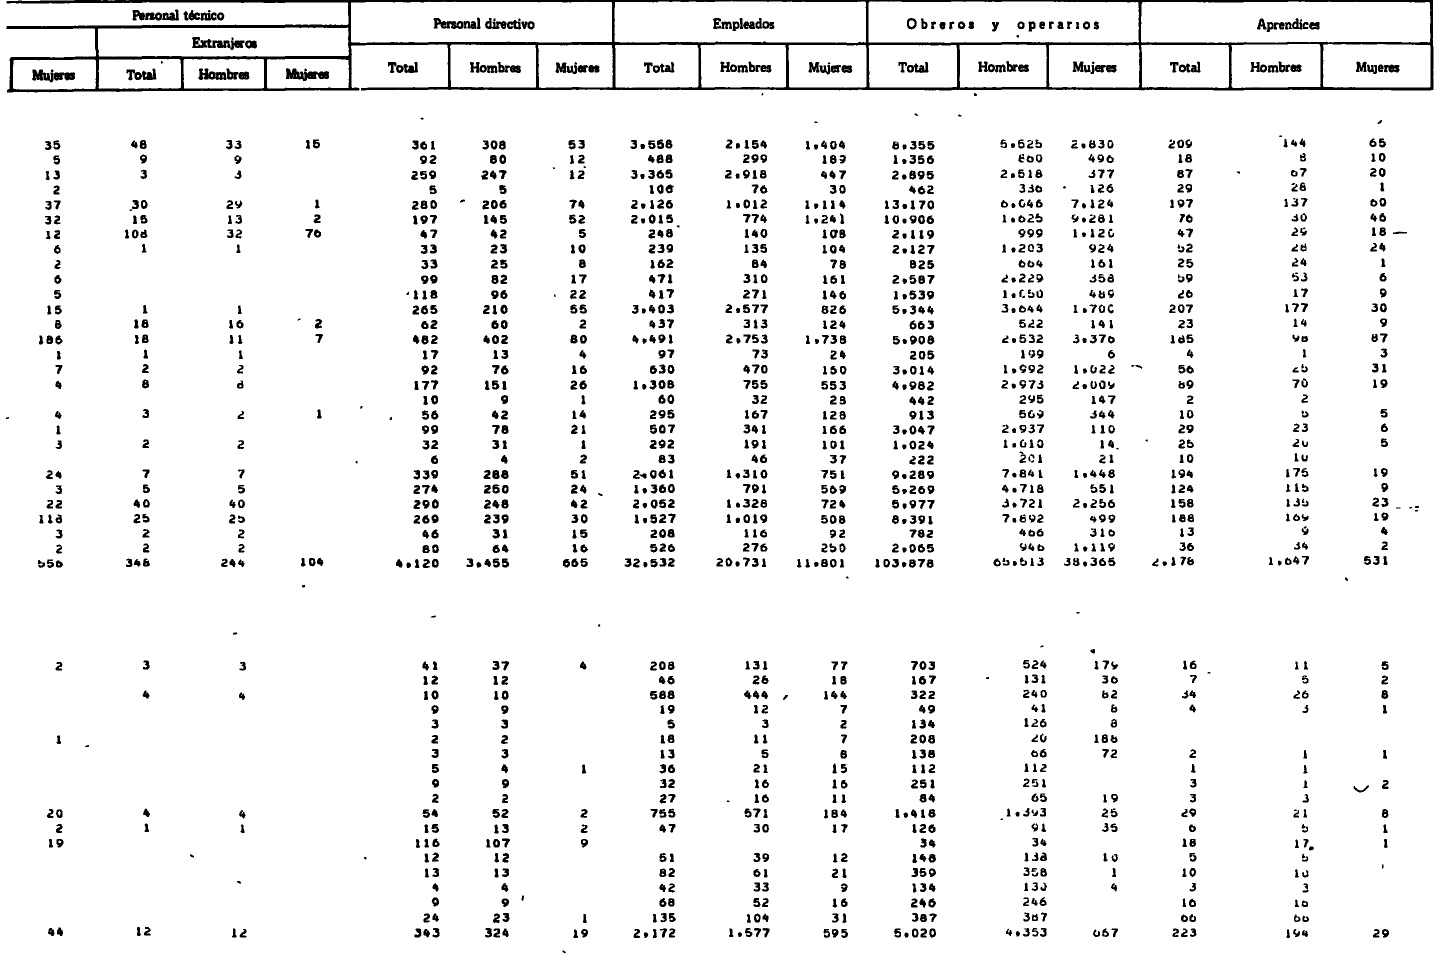 Personal técnico Personal directivo Empleados Obreros y operarios Aprendices
Extranjeros
Mujeres Total Hombres Mujeres Total Hombres Mujeres Total Hombres Mujeres Total Hombres Mujeres Total Hombres Mujeres
35 48 33 15 361 308 53 3.558 2.154 1.404 8.355 5.525 2.830 209 144 65
5 9 9 92 80 12 488 299 189 1.356 860 496 18 8 10
13 3 3 259 247 12 3.365 2.918 447 2.895 2.518 377 87 67 20
2 5 5 106 76 30 462 336 126 29 28 1
37 30 29 1 280 206 74 2.126 1.012 1.114 13.170 6.046 7.124 197 137 60
32 15 13 2 197 145 52 2.015 774 1.241 10.906 1.625 9.281 76 30 46
12 108 32 76 47 42 5 248 140 108 2.119 999 1.120 47 29 18
6 1 1 33 23 10 239 135 104 2.127 1.203 924 52 28 24
2 33 25 8 162 84 78 825 664 161 25 24 1
6 99 82 17 471 310 161 2.587 2.229 358 59 53 6
5 118 96 22 417 271 146 1.539 1.050 489 26 17 9
15 1 1 265 210 55 3.403 2.577 826 5.344 3.644 1.700 207 177 30
8 18 16 2 62 60 2 437 313 124 663 522 141 23 14 9
186 18 11 7 482 402 80 4.491 2.753 1.738 5.908 2.532 3.376 185 98 87
1 1 1 17 13 4 97 73 24 205 199 6 4 1 3
7 2 2 92 76 16 630 470 160 3.014 1.992 1.022 56 25 31
4 8 8 177 151 26 1.308 755 553 4.982 2.973 2.009 89 70 19
10 9 1 60 32 28 442 295 147 2 2
4 3 2 1 56 42 14 295 167 128 913 569 344 10 5 5
1 99 78 21 507 341 166 3.047 2.937 110 29 23 6
3 2 2 32 31 1 292 191 101 1.024 1.010 14 25 20 5
6 4 2 83 46 37 222 201 21 10 10
24 7 7 339 288 51 2.061 1.310 751 9.289 7.841 1.448 194 175 19
3 5 5 274 250 24 1.360 791 569 5.269 4.718 551 124 115 9
22 40 40 290 248 42 2.052 1.328 724 5.977 3.721 2.256 158 135 23
118 25 25 269 239 30 1.527 1.019 508 8.391 7.892 499 188 169 19
3 2 2 46 31 15 208 116 92 782 466 316 13 9 4
2 2 2 80 64 16 526 276 250 2.065 946 1.119 36 34 2
656 348 244 104 4.120 3.455 665 32.532 20.731 11.801 103.878 65.513 38.365 2.178 1.647 531
2 3 3 41 37 4 208 131 77 703 524 179 16 11 5
12 12 46 28 18 167 131 36 7 5 2
4 4 10 10 588 444 144 322 240 82 34 26 8
9 9 19 12 7 49 41 8 4 3 1
3 3 5 3 2 134 126 8
1 2 2 18 11 7 208 20 188
3 3 13 5 8 138 66 72 2 1 1
5 4 1 36 21 15 112 112 1 1
9 9 32 16 16 251 251 3 1 2
2 2 27 16 11 84 65 19 3 3
20 4 4 54 52 2 755 571 184 1.418 1.393 25 29 21 8
2 1 1 15 13 2 47 30 17 126 91 35 6 5 1
19 116 107 9 34 34 18 17 1
12 12 51 39 12 148 138 10 5 5
13 13 82 61 21 359 358 1 10 10
4 4 42 33 9 134 130 4 3 3
9 9 68 52 16 246 246 16 16
24 23 1 135 104 31 387 387 66 66
44 12 12 343 324 19 2.172 1.577 595 5.020 4.353 667 223 194 29